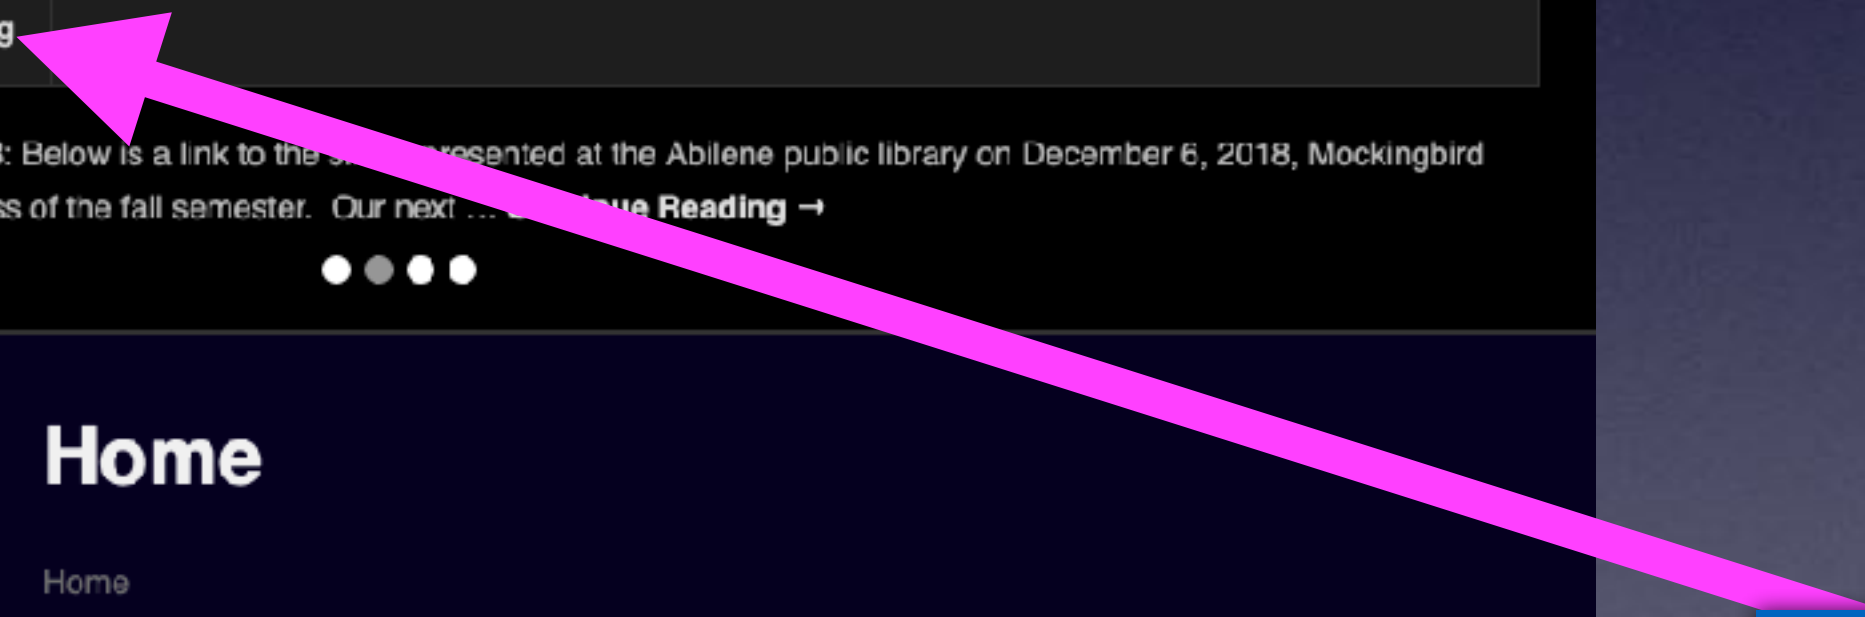 g
: Below is a link to the presented at the Abilene public library on December 6, 2018, Mockingbird
ss of the fall semester. Our next ... Reading →
Home
Home